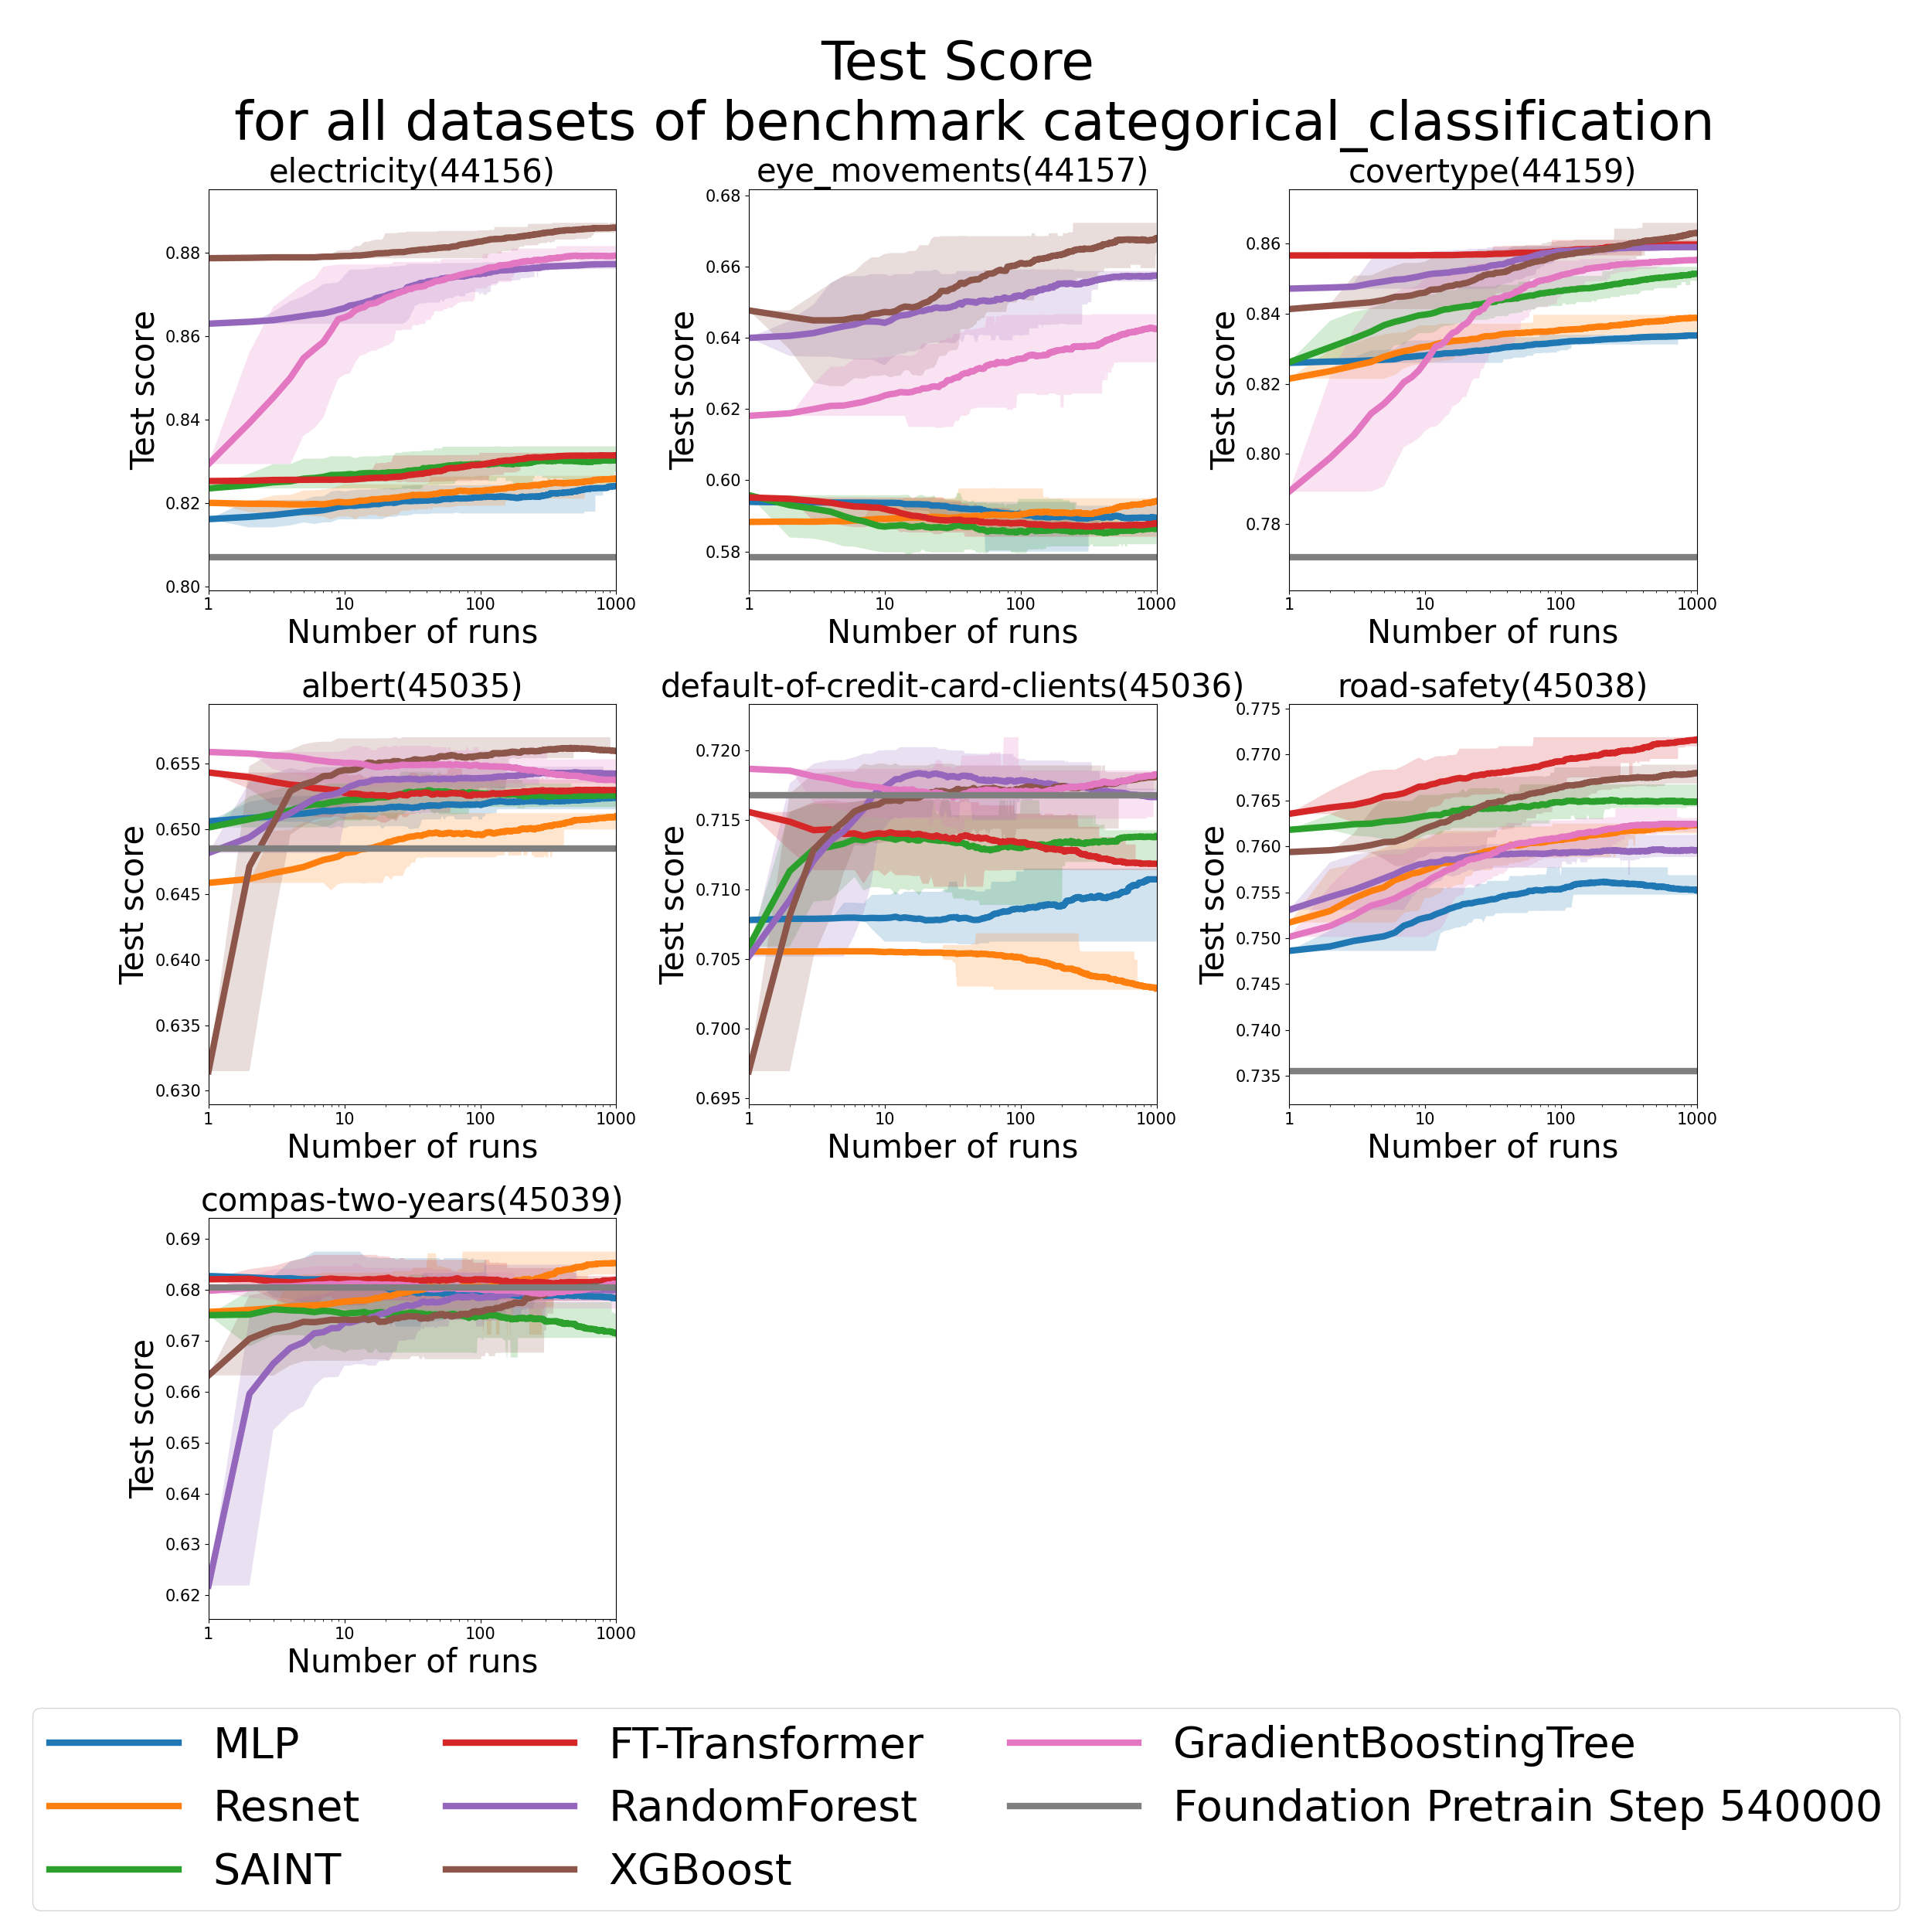 Test Score
for all datasets of benchmark categorical_classification
electricity(44156)
eye_movements(44157)
covertype(44159)
Test score
0.88
0.86
0.84
0.82
0.80
1 10 100 1000
Number of runs
Test score
0.68
0.66
0.64
0.62
0.60
0.58
1 10 100 1000
Number of runs
Test score
0.86
0.84
0.82
0.80
0.78
1 10 100 1000
Number of runs
albert(45035)
default-of-credit-card-clients(45036)
road-safety(45038)
Test score
0.655
0.650
0.645
0.640
0.635
0.630
1 10 100 1000
Number of runs
Test score
0.720
0.715
0.710
0.705
0.700
0.695
1 10 100 1000
Number of runs
Test score
0.775
0.770
0.765
0.760
0.755
0.750
0.745
0.740
0.735
1 10 100 1000
Number of runs
compas-two-years(45039)
Test score
0.69
0.68
0.67
0.66
0.65
0.64
0.63
0.62
1 10 100 1000
Number of runs
MLP
Resnet
SAINT
FT-Transformer
RandomForest
XGBoost
GradientBoostingTree
Foundation Pretrain Step 540000